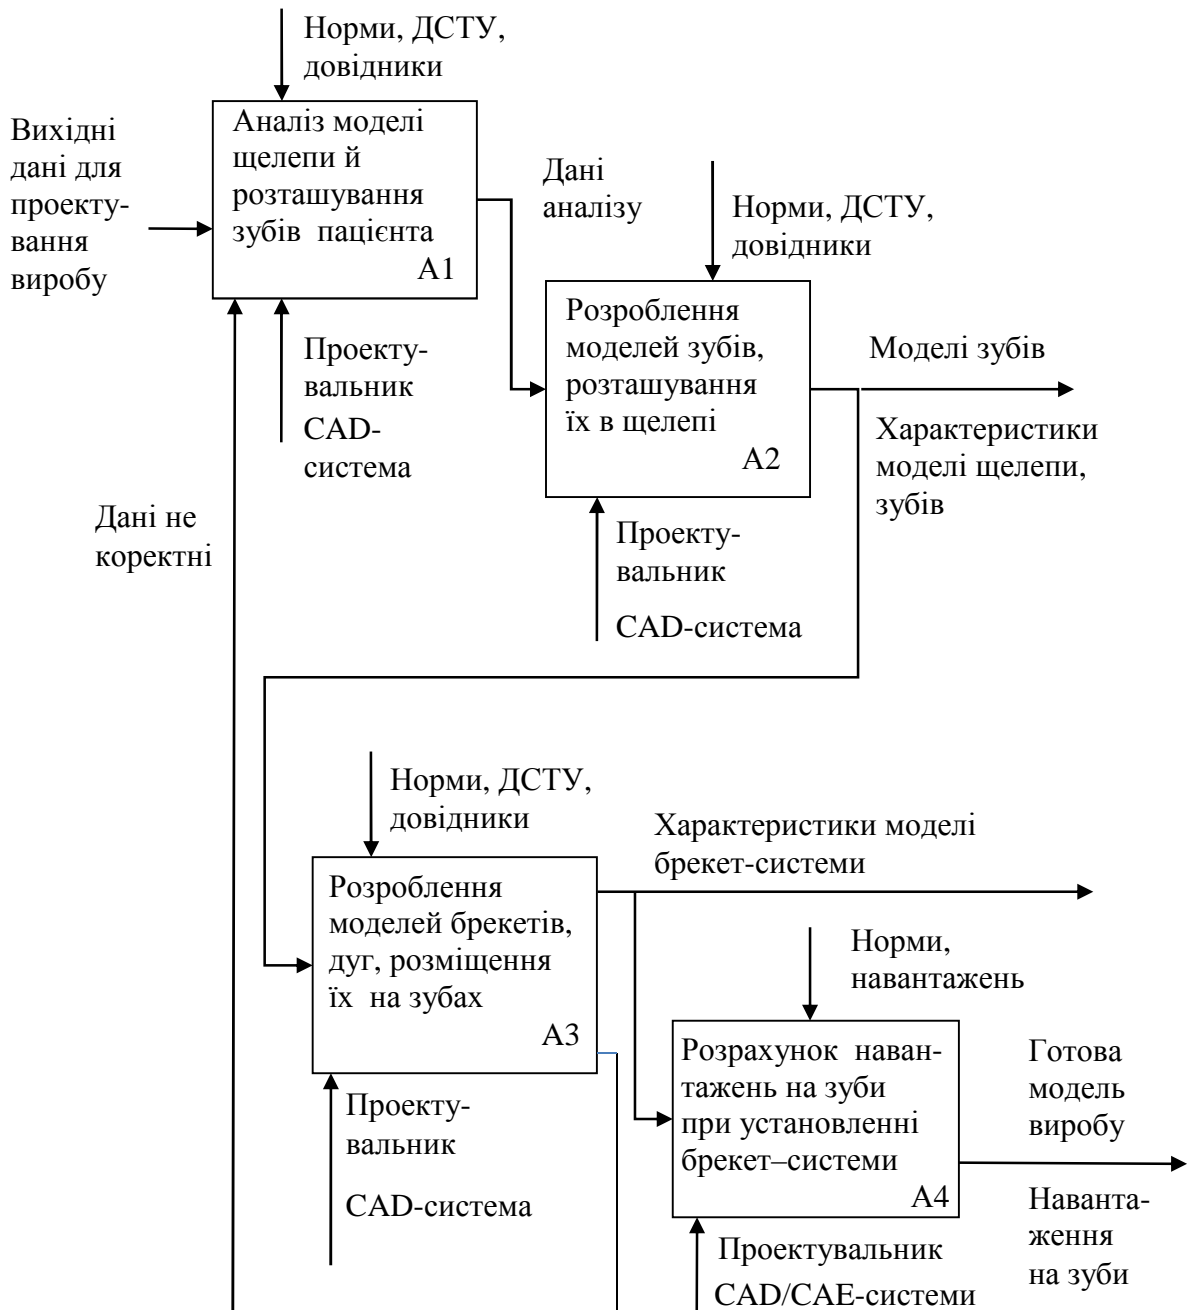 Норми, ДСТУ,
довідники
Вихідні
дані для
проекту-
вання
виробу
Аналіз моделі
щелепи й
розташування
зубів пацієнта
А1
Дані
аналізу
Норми, ДСТУ,
довідники
Проекту-
вальник
CAD-
система
Розроблення
моделей зубів,
розташування
їх в щелепі
А2
Моделі зубів
Характеристики
моделі щелепи,
зубів
Дані не
коректні
Проекту-
вальник
CAD-система
Норми, ДСТУ,
довідники
Характеристики моделі
брекет-системи
Розроблення
моделей брекетів,
дуг, розміщення
їх на зубах
А3
Норми,
навантажень
Проекту-
вальник
CAD-система
Розрахунок наван-
тажень на зуби
при установленні
брекет–системи
А4
Готова
модель
виробу
Наванта-
ження
на зуби
Проектувальник
CAD/CAE-системи